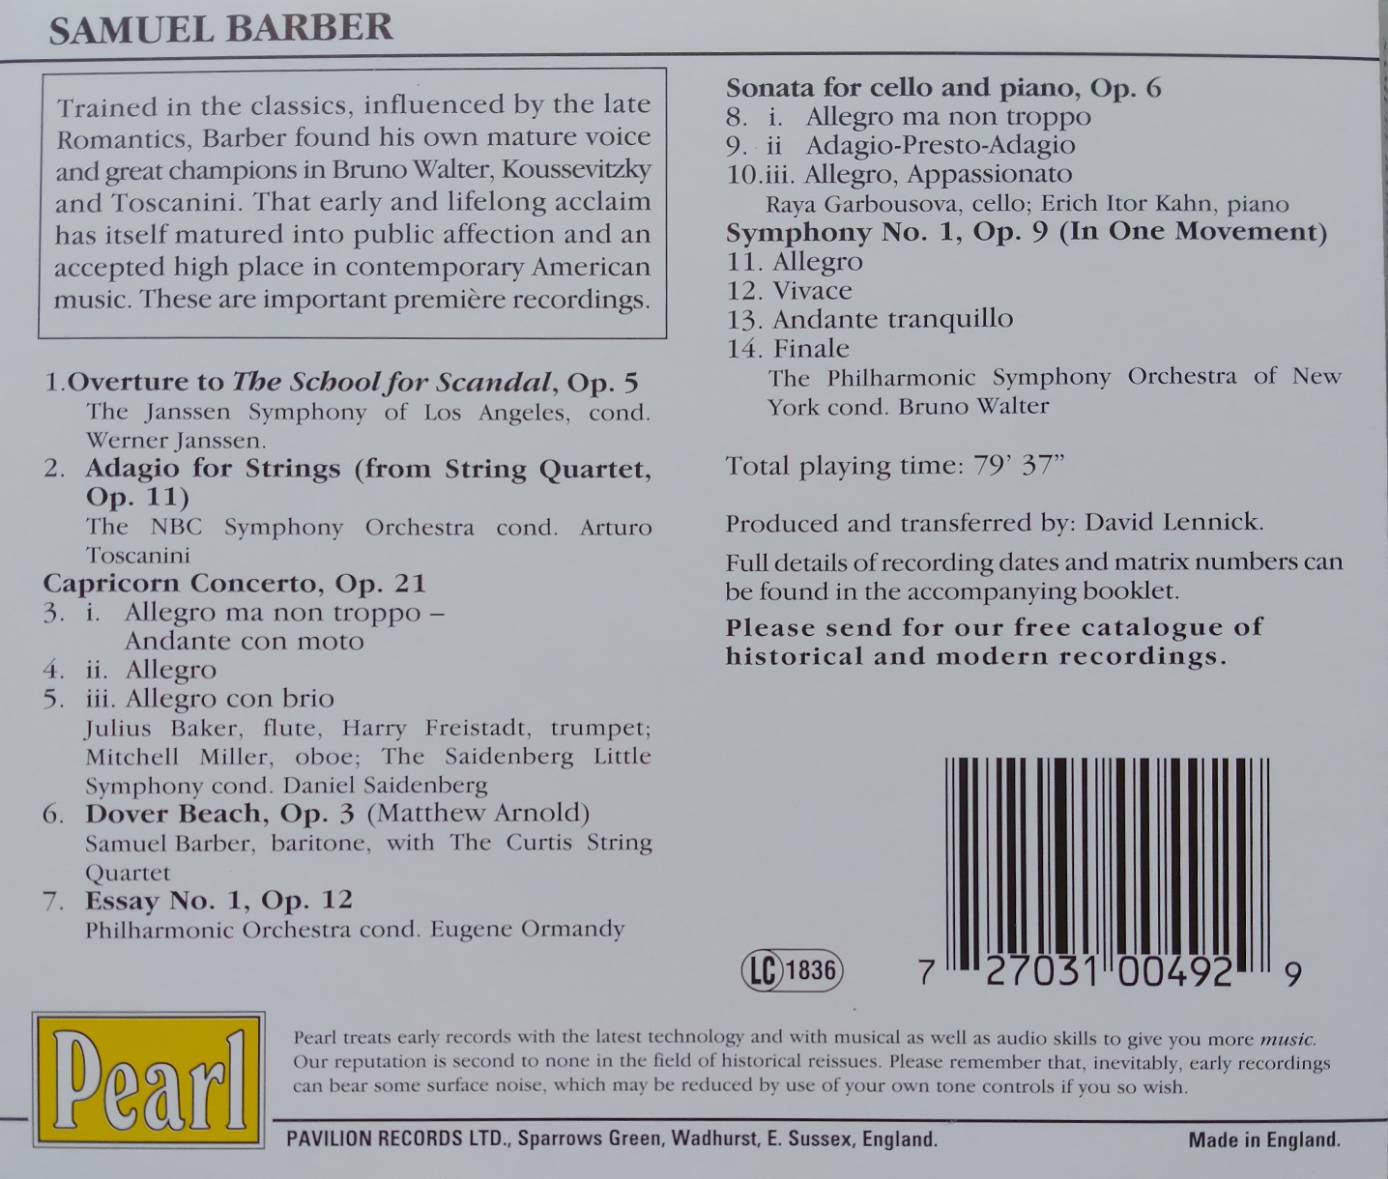 SAMUEL BARBER
Trained in the classics, influenced by the late
Romantics, Barber found his own mature voice
and great champions in Bruno Walter, Koussevitzky
and Toscanini. That early and lifelong acclaim
has itself matured into public affection and an
accepted high place in contemporary American
music. These are important première recordings.
1.Overture to The School for Scandal, Op. 5
The Janssen Symphony of Los Angeles, cond.
Werner Janssen.
2. Adagio for Strings (from String Quartet,
Op. 11)
The NBC Symphony Orchestra cond. Arturo
Toscanini
Capricorn Concerto, Op. 21
3. i. Allegro ma non troppo –
Andante con moto
4. ii. Allegro
5. iii. Allegro con brio
Julius Baker, flute, Harry Freistadt, trumpet;
Mitchell Miller, oboe; The Saidenberg Little
Symphony cond. Daniel Saidenberg
6. Dover Beach, Op. 3 (Matthew Arnold)
Samuel Barber, baritone, with The Curtis String
Quartet
7. Essay No. 1, Op. 12
Philharmonic Orchestra cond. Eugene Ormandy
Sonata for cello and piano, Op. 6
8. i. Allegro ma non troppo
9. ii Adagio-Presto-Adagio
10.iii. Allegro, Appassionato
Raya Garbousova, cello; Erich Itor Kahn, piano
Symphony No. 1, Op. 9 (In One Movement)
11. Allegro
12. Vivace
13. Andante tranquillo
14. Finale
The Philharmonic Symphony Orchestra of New
York cond. Bruno Walter
Total playing time: 79' 37"
Produced and transferred by: David Lennick.
Full details of recording dates and matrix numbers can
be found in the accompanying booklet.
Please send for our free catalogue of
historical and modern recordings.
LC 1836
7 27031 00492 9
Pearl
Pearl treats early records with the latest technology and with musical as well as audio skills to give you more music.
Our reputation is second to none in the field of historical reissues. Please remember that, inevitably, early recordings
can bear some surface noise, which may be reduced by use of your own tone controls if you so wish.
PAVILION RECORDS LTD., Sparrows Green, Wadhurst, E. Sussex, England.
Made in England.